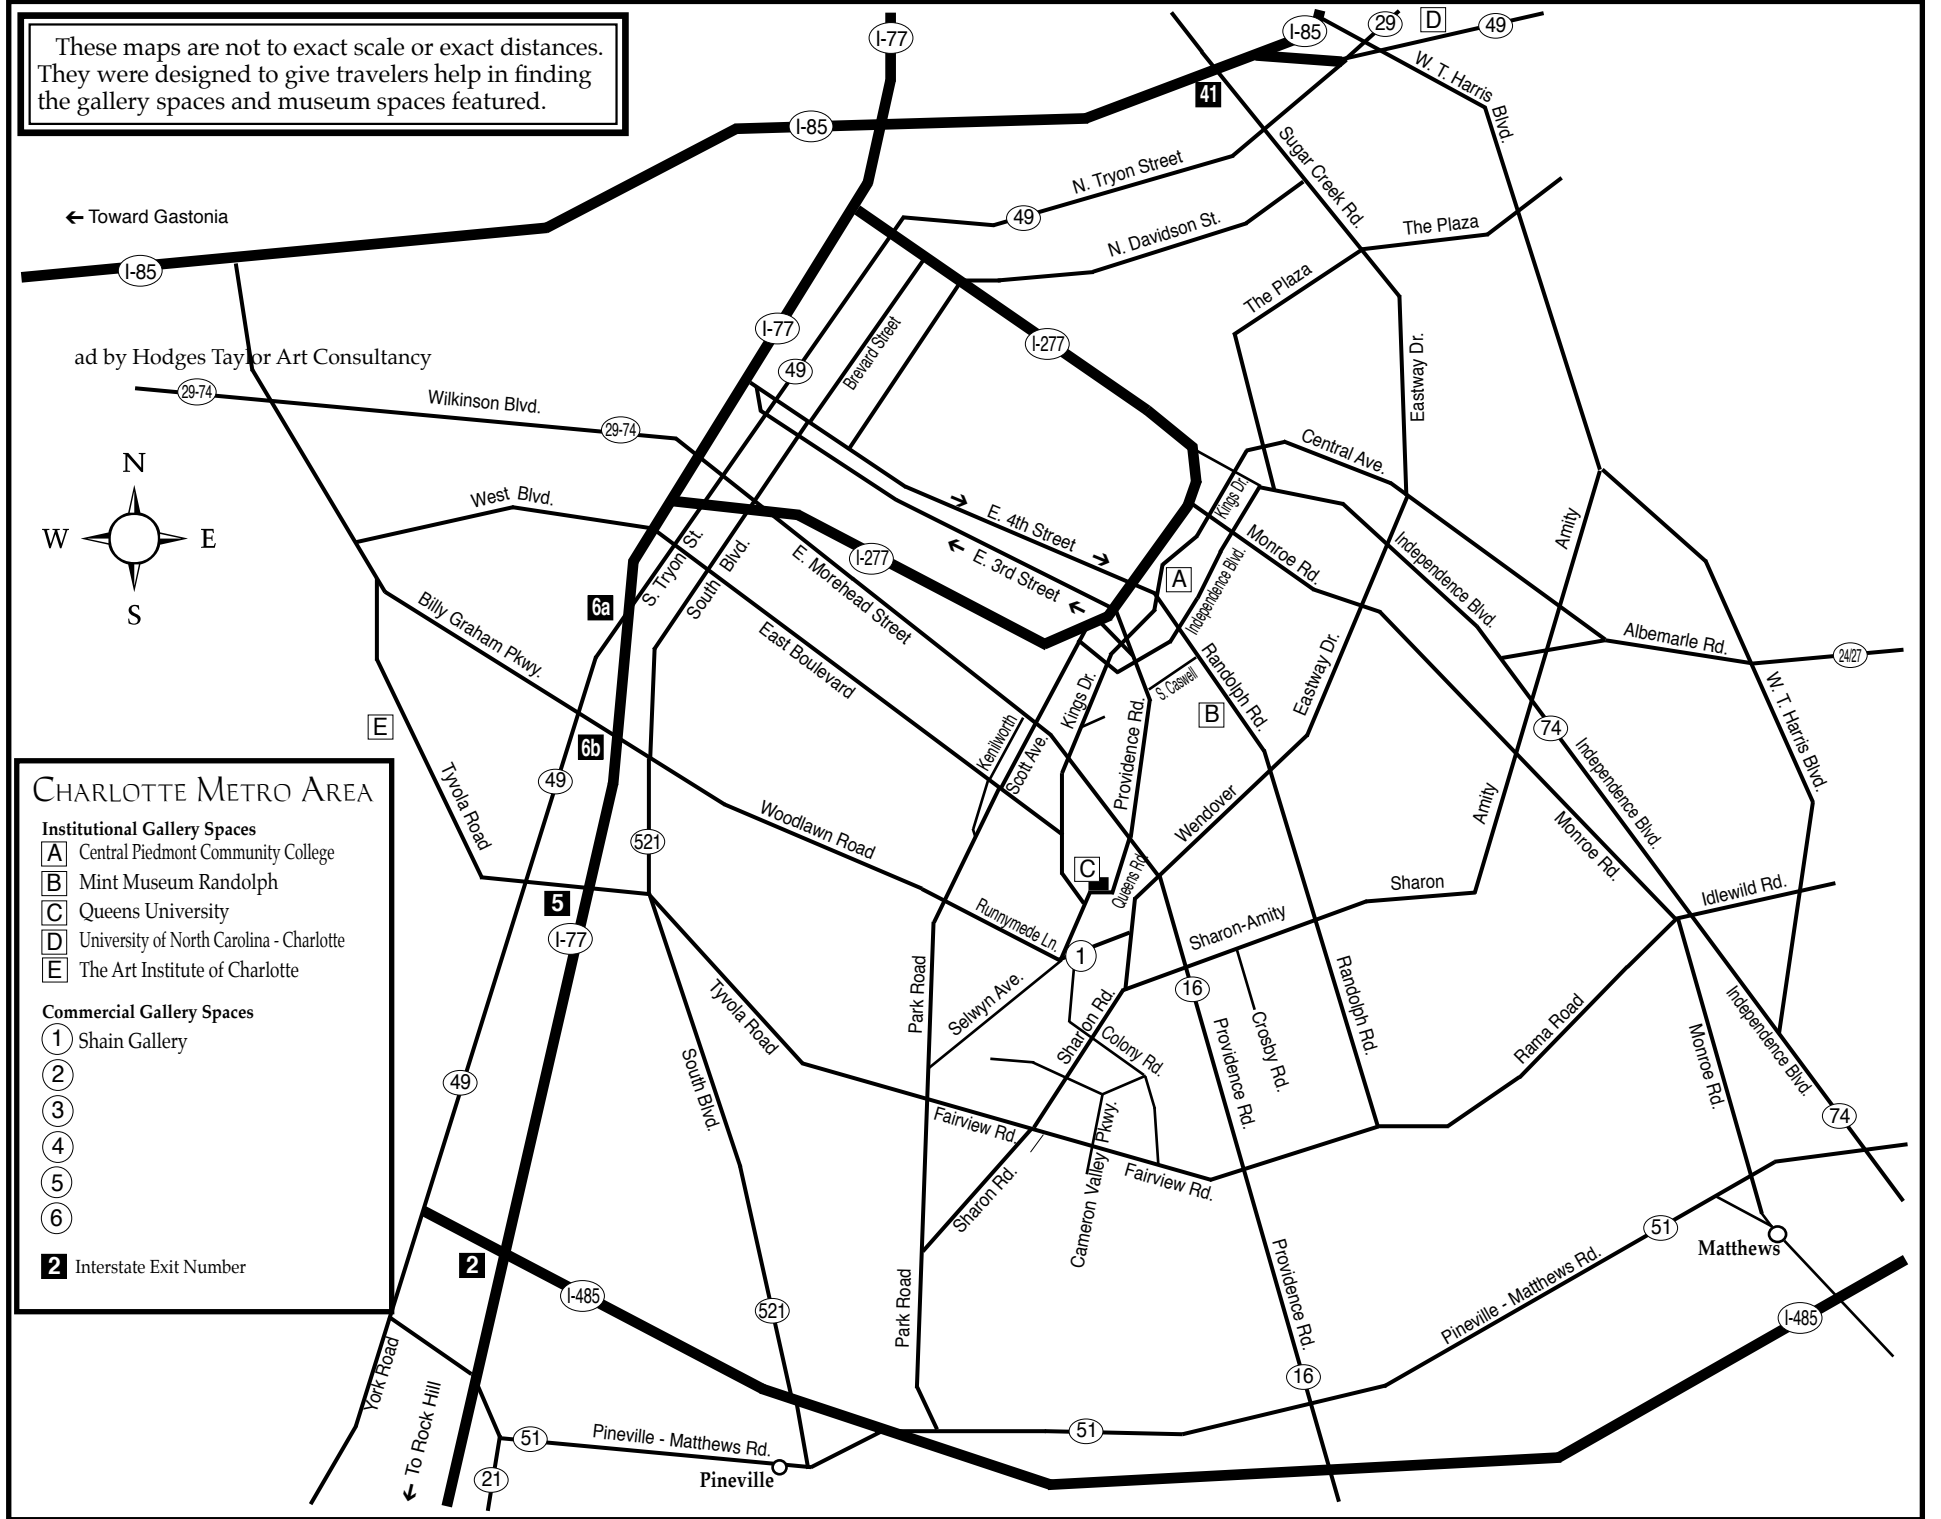 These maps are not to exact scale or exact distances.
They were designed to give travelers help in finding
the gallery spaces and museum spaces featured.
I-77
I-85
29
D
49
W. T. Harris
Blvd.
41
I-85
Sugar Creek Rd.
N. Tryon Street
49
N. Davidson St.
The Plaza
← Toward Gastonia
I-85
The Plaza
I-77
I-277
49
Brevard Street
Eastway Dr.
ad by Hodges Taylor Art Consultancy
29-74
Wilkinson Blvd.
29-74
Central Ave.
N
W
E
S
West Blvd.
Kings Dr.
E. 4th Street
E. 3rd Street
Monroe Rd.
Independence Blvd.
Amity
I-277
S. Tryon St.
South Blvd.
E. Morehead Street
A
Independence Blvd.
6a
Billy Graham Pkwy.
East Boulevard
Randolph Rd.
S. Caswell
B
Eastway Dr.
Albemarle Rd.
24/27
W. T. Harris Blvd.
Kings Dr.
Kenilworth
Scott Ave.
Providence Rd.
E
6b
74
Independence Blvd.
Tyvola Road
49
521
Woodlawn Road
Wendover
Amity
Monroe Rd.
CHARLOTTE METRO AREA
Institutional Gallery Spaces
A Central Piedmont Community College
B Mint Museum Randolph
C Queens University
D University of North Carolina - Charlotte
E The Art Institute of Charlotte
Commercial Gallery Spaces
1 Shain Gallery
2
3
4
5
6
2 Interstate Exit Number
C
Queens Rd.
Sharon
Idlewild Rd.
5
I-77
Runnymede Ln.
1
Sharon-Amity
Selwyn Ave.
Park Road
16
Randolph Rd.
Crosby Rd.
Providence Rd.
Tyvola Road
Sharon Rd.
Colony Rd.
Rama Road
Monroe Rd.
Independence Blvd.
74
49
South Blvd.
Fairview Rd.
Cameron Valley Pkwy.
Fairview Rd.
Sharon Rd.
51
Matthews
2
I-485
521
Park Road
Providence Rd.
Pineville - Matthews Rd.
I-485
York Road
← To Rock Hill
16
51
Pineville - Matthews Rd.
51
Pineville
21